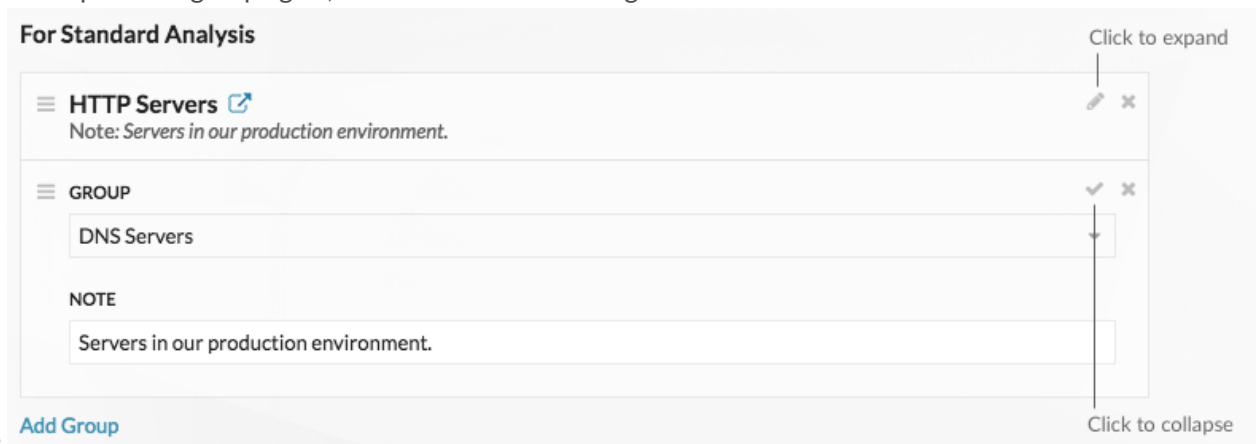 For Standard Analysis
Click to expand
HTTP Servers
Note: Servers in our production environment.
GROUP
DNS Servers
NOTE
Servers in our production environment.
Add Group
Click to collapse